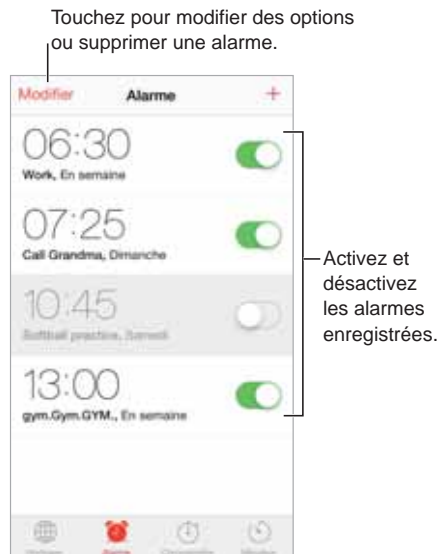 Touchez pour modifier des options
ou supprimer une alarme.
Modifier Alarme +
06:30
Work, En semaine
07:25
Call Grandma, Dimanche
10:45
Softball practice, Samedi
13:00
gym.Gym.GYM., En semaine
Activez et
désactivez
les alarmes
enregistrées.
Alarme